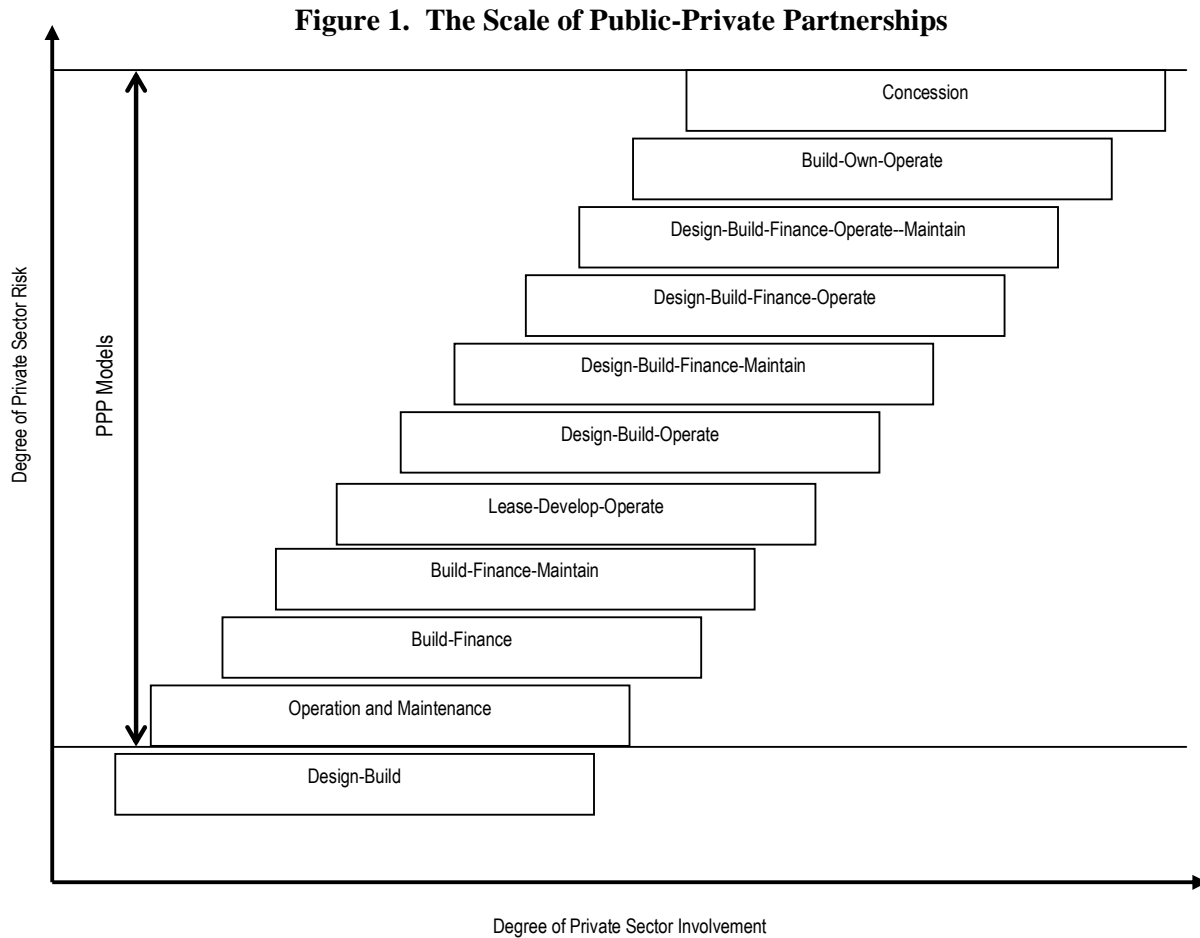 Figure 1. The Scale of Public-Private Partnerships
Concession
Build-Own-Operate
Design-Build-Finance-Operate--Maintain
Design-Build-Finance-Operate
Design-Build-Finance-Maintain
Design-Build-Operate
Lease-Develop-Operate
Build-Finance-Maintain
Build-Finance
Operation and Maintenance
Design-Build
Degree of Private Sector Risk
PPP Models
Degree of Private Sector Involvement